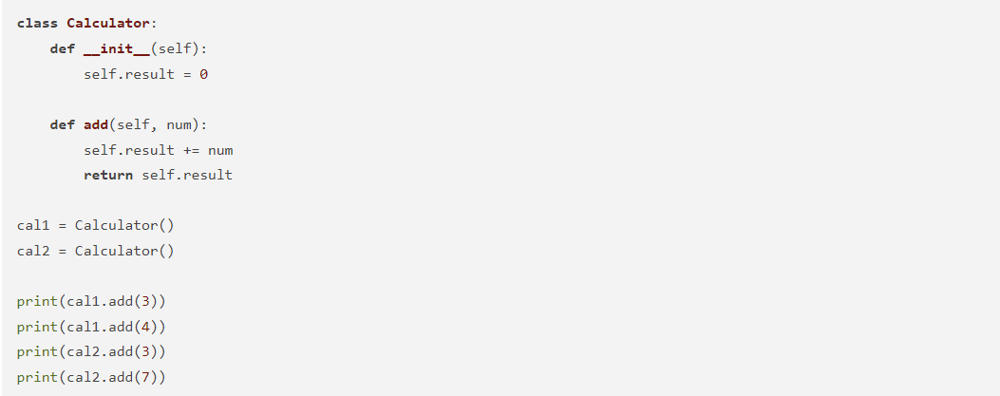 class Calculator:
    def __init__(self):
        self.result = 0

    def add(self, num):
        self.result += num
        return self.result

cal1 = Calculator()
cal2 = Calculator()

print(cal1.add(3))
print(cal1.add(4))
print(cal2.add(3))
print(cal2.add(7))